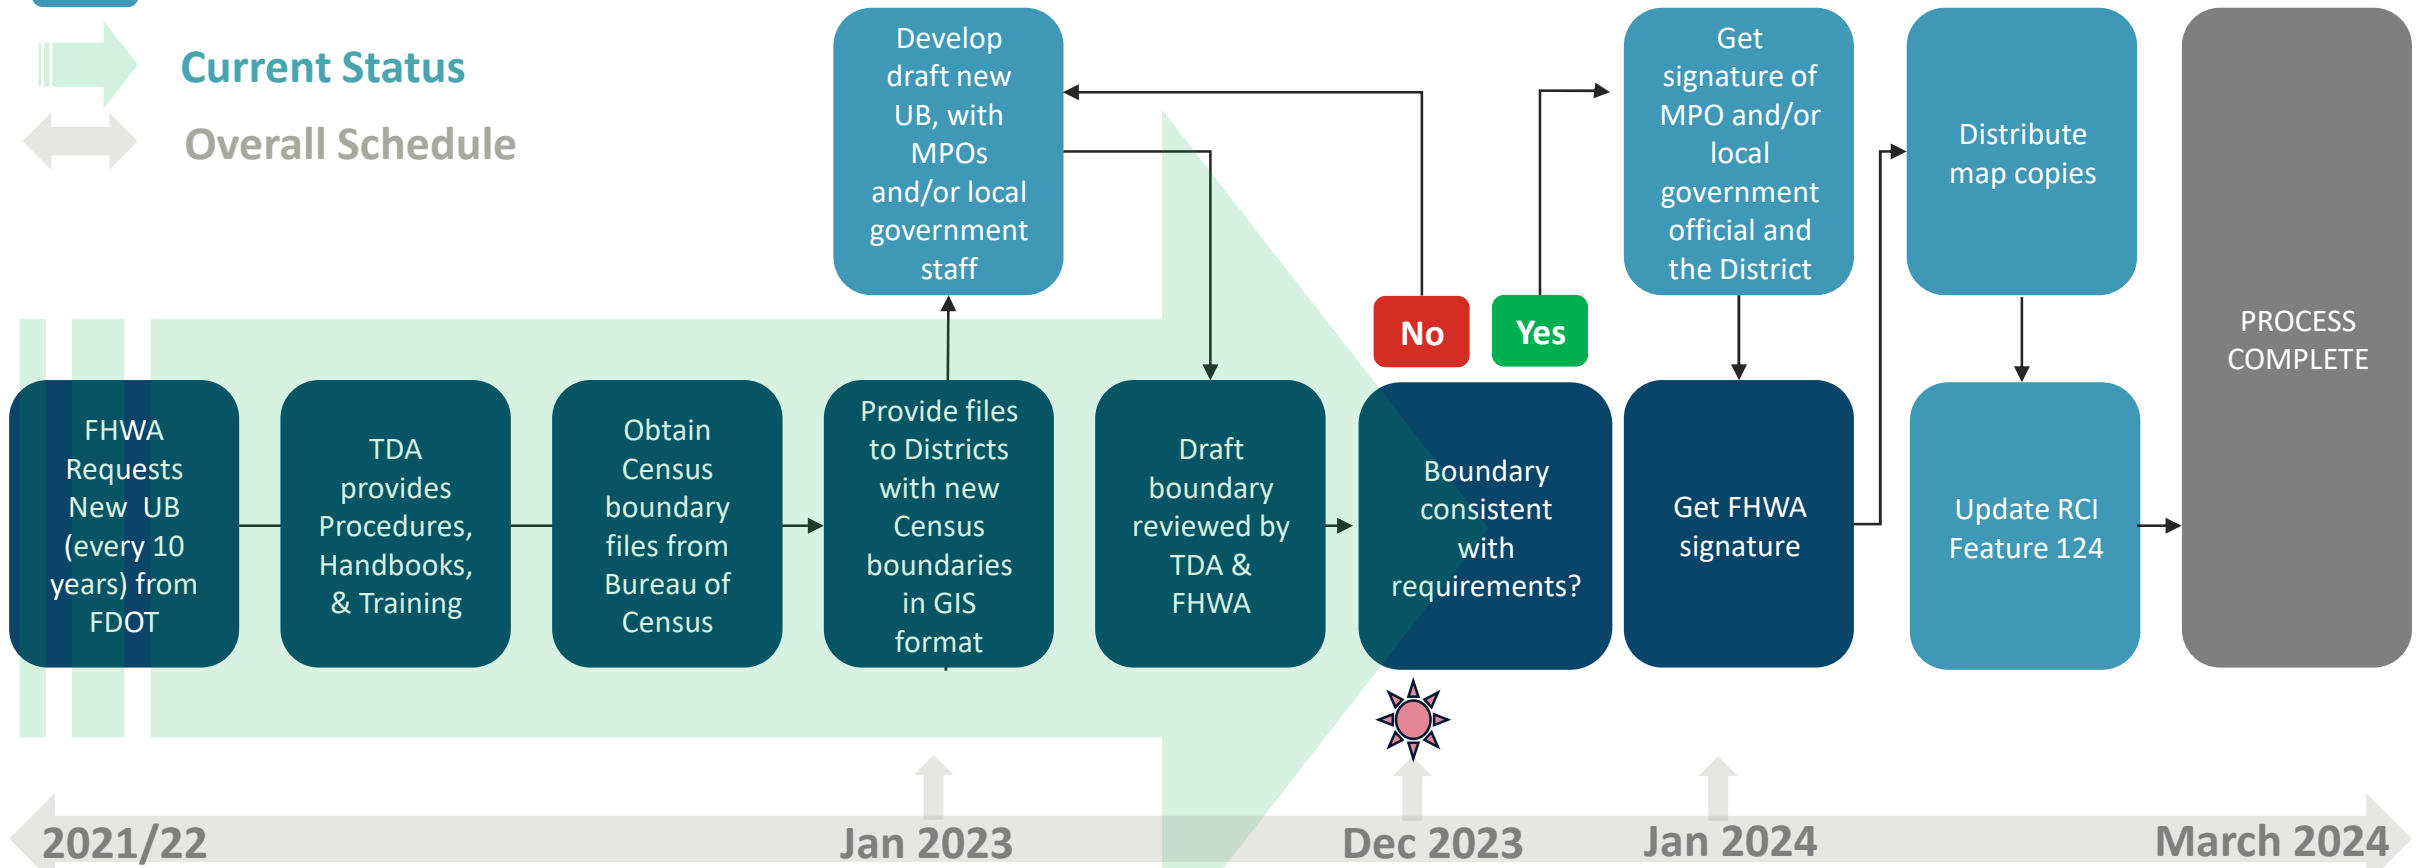 Current Status
Overall Schedule
Develop
draft new
UB, with
MPOs
and/or local
government
staff
Get
signature of
MPO and/or
local
government
official and
the District
Distribute
map copies
PROCESS
COMPLETE
No
Yes
FHWA
Requests
New UB
(every 10
years) from
FDOT
TDA
provides
Procedures,
Handbooks,
& Training
Obtain
Census
boundary
files from
Bureau of
Census
Provide files
to Districts
with new
Census
boundaries
in GIS
format
Draft
boundary
reviewed by
TDA &
FHWA
Boundary
consistent
with
requirements?
Get FHWA
signature
Update RCI
Feature 124
2021/22
Jan 2023
Dec 2023
Jan 2024
March 2024